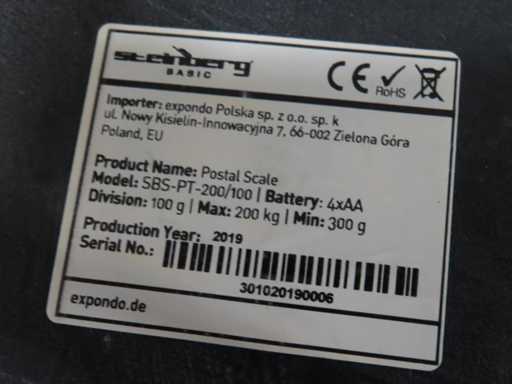 steinberg
BASIC
CE RoHS
Importer: expondo Polska sp. z o.o. sp. k
ul. Nowy Kisielin-Innowacyjna 7, 66-002 Zielona Góra
Poland, EU
Product Name: Postal Scale
Model: SBS-PT-200/100 | Battery: 4xAA
Division: 100 g | Max: 200 kg | Min: 300 g
Production Year: 2019
Serial No.:
301020190006
expondo.de